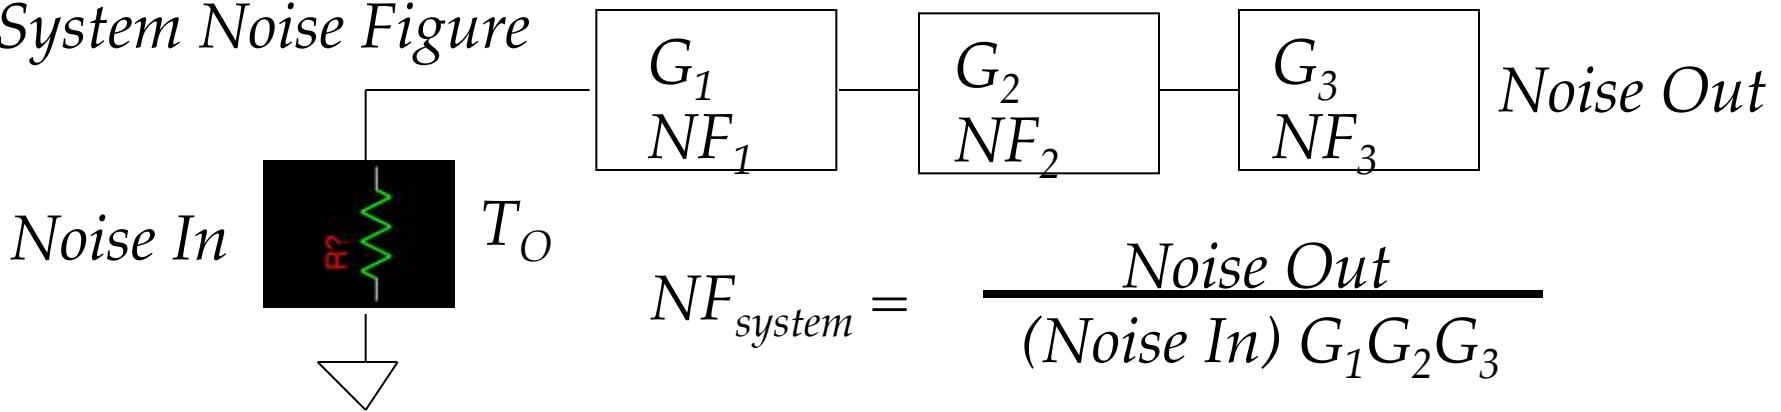 System Noise Figure
G1
NF1
G2
NF2
G3
NF3
Noise Out
Noise In
R?
TO
NFsystem =
Noise Out
(Noise In) G1G2G3